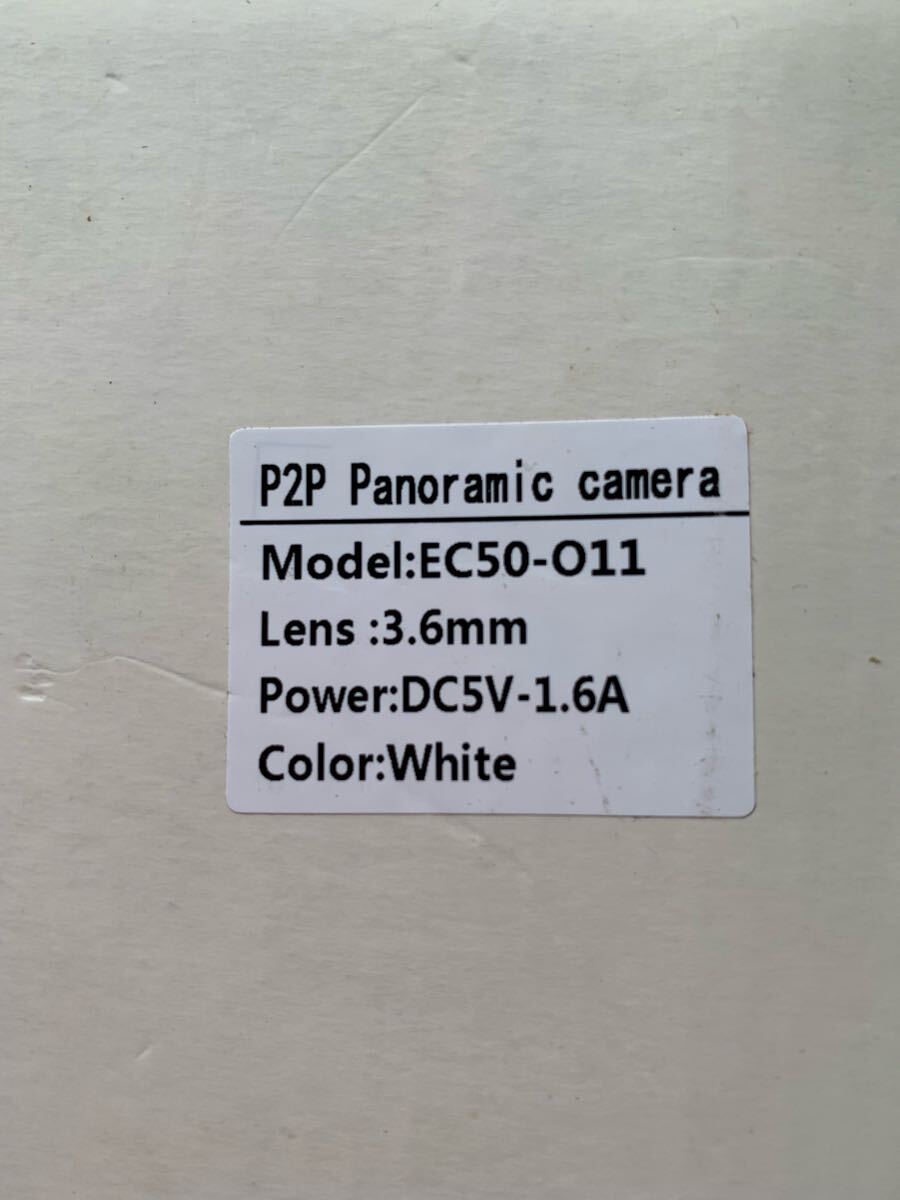 P2P Panoramic camera
Model:EC50-O11
Lens :3.6mm
Power:DC5V-1.6A
Color:White